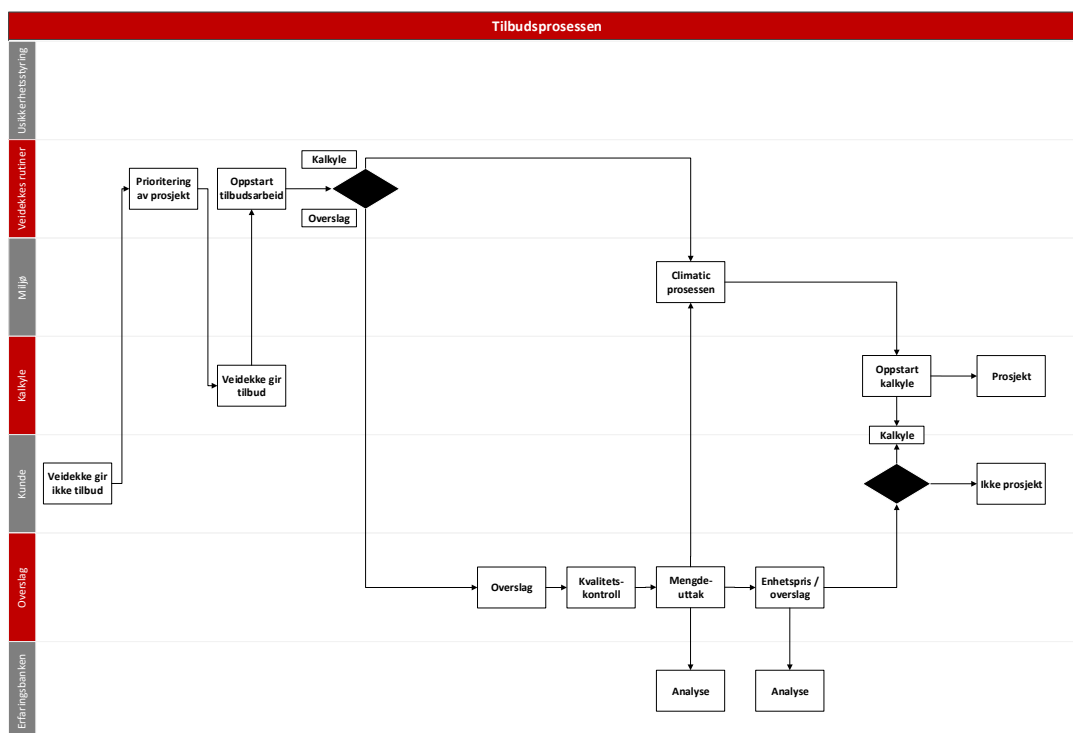 Tilbudsprosessen
Usikkerhetsstyring
Veidekkes rutiner
Kalkyle
Prioritering
av prosjekt
Oppstart
tilbudsarbeid
Overslag
Miljø
Climatic
prosessen
Kalkyle
Veidekke gir
tilbud
Oppstart
kalkyle
Prosjekt
Kunde
Kalkyle
Veidekke gir
ikke tilbud
Ikke prosjekt
Overslag
Overslag
Kvalitets-
kontroll
Mengde-
uttak
Enhetspris /
overslag
Erfaringsbanken
Analyse
Analyse